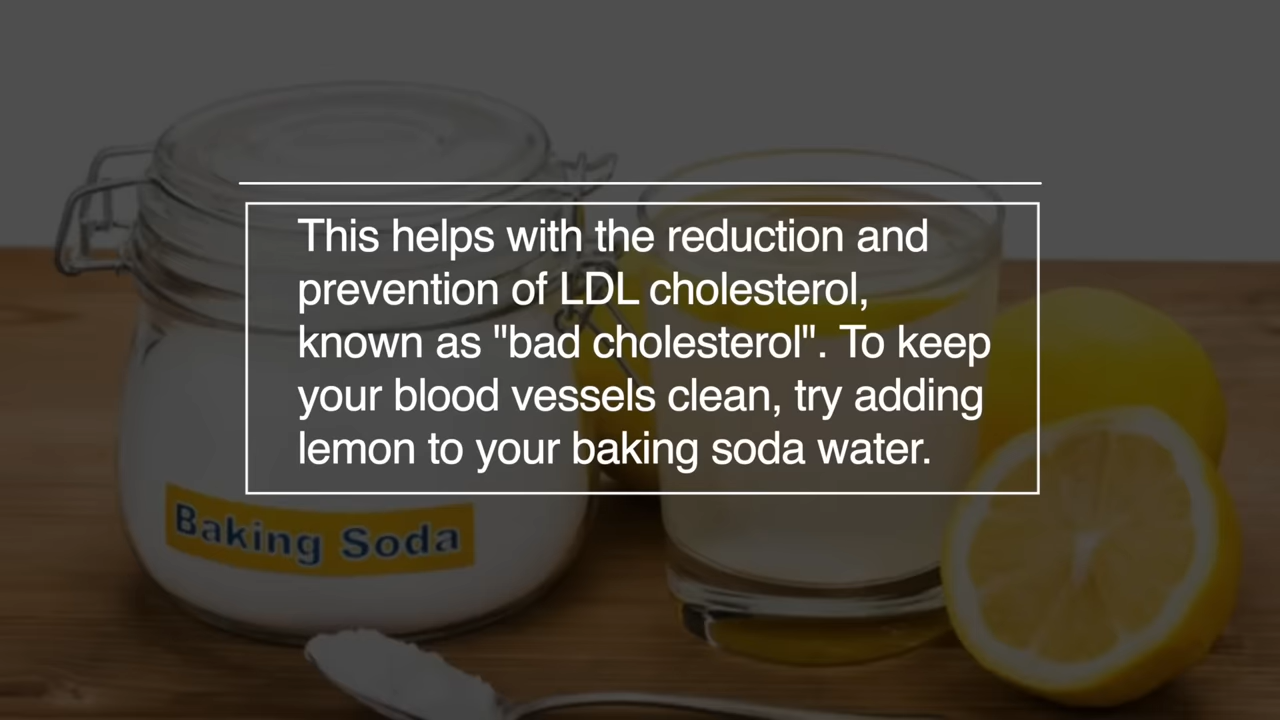 This helps with the reduction and
prevention of LDL cholesterol,
known as "bad cholesterol". To keep
your blood vessels clean, try adding
lemon to your baking soda water.
Baking Soda